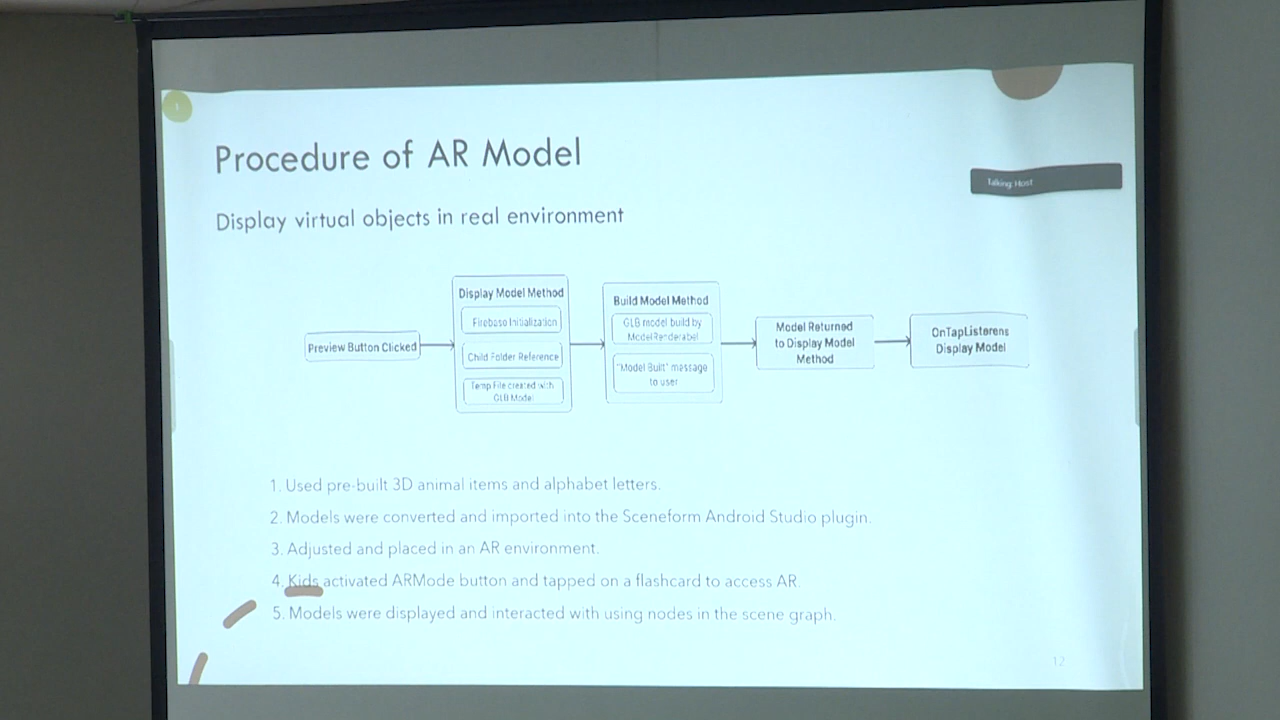 Procedure of AR Model
Talking: Host
Display virtual objects in real environment
Preview Button Clicked
Display Model Method
Firebase Initialization
Child Folder Reference
Temp File created with
GLB Model
Build Model Method
GLB model build by
ModelRenderabel
"Model Built" message
to user
Model Returned
to Display Model
Method
OnTapListerens
Display Model
1. Used pre-built 3D animal items and alphabet letters.
2. Models were converted and imported into the Sceneform Android Studio plugin.
3. Adjusted and placed in an AR environment.
4. Kids activated ARMode button and tapped on a flashcard to access AR.
5. Models were displayed and interacted with using nodes in the scene graph.
12